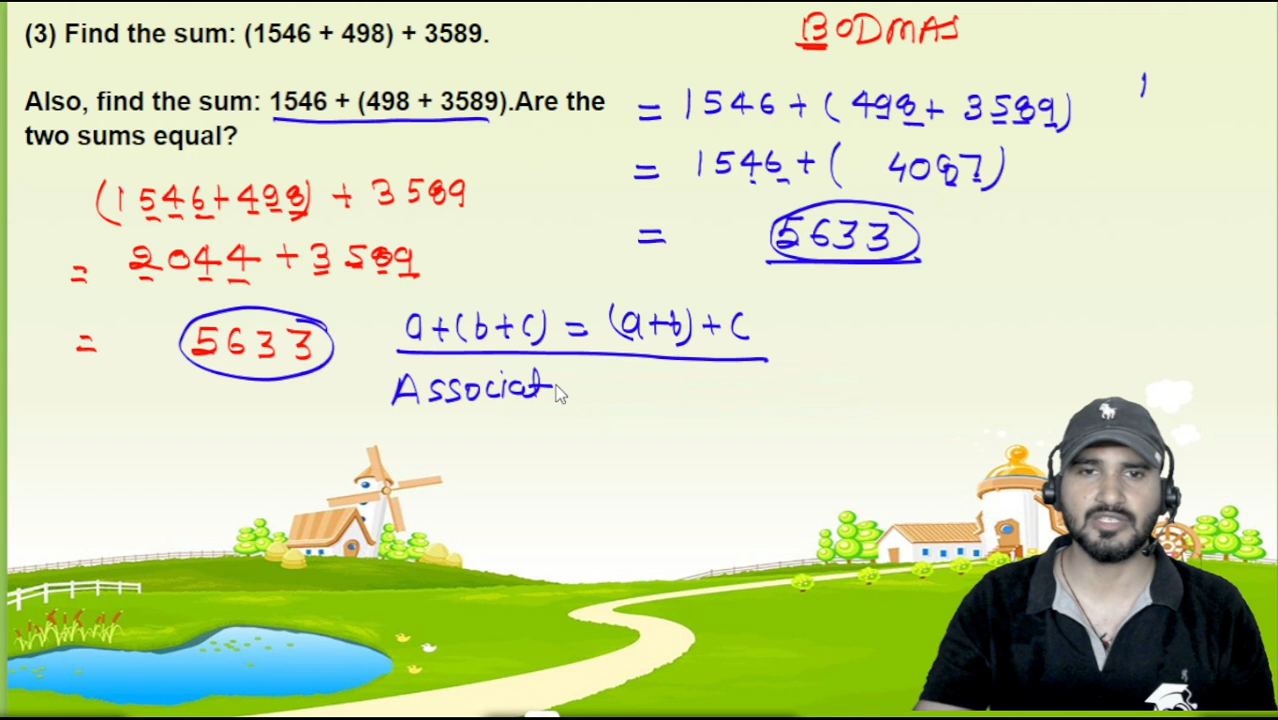 (3) Find the sum: (1546 + 498) + 3589.
Also, find the sum: 1546 + (498 + 3589).Are the
two sums equal?
BODMAS
= 1546 + (498 + 3589)
= 1546 + ( 4087)
= 5633
(1546+498) + 3589
= 2044 + 3589
= 5633
a+(b+c) = (a+b)+c
Associat